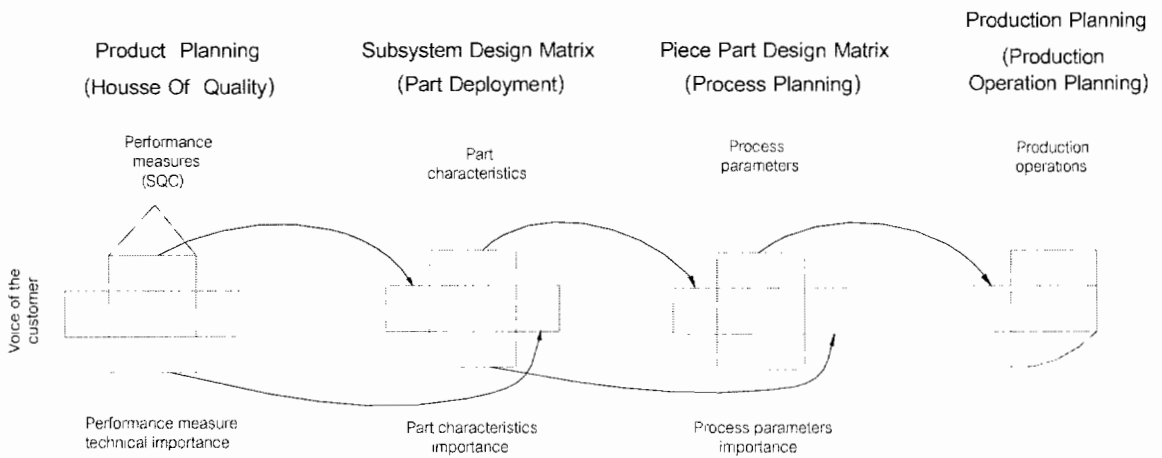 Product Planning
(Housse Of Quality)
Subsystem Design Matrix
(Part Deployment)
Piece Part Design Matrix
(Process Planning)
Production Planning
(Production
Operation Planning)
Performance
measures
(SQC)
Part
characteristics
Process
parameters
Production
operations
Voice of the
customer
Performance measure
technical importance
Part characteristics
importance
Process parameters
importance